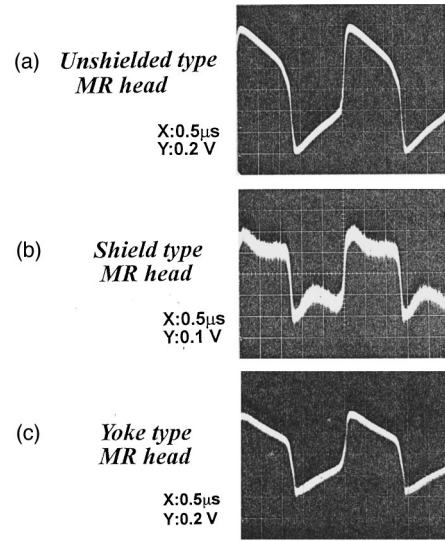 (a) Unshielded type
MR head
X:0.5μs
Y:0.2 V
(b) Shield type
MR head
X:0.5μs
Y:0.1 V
(c) Yoke type
MR head
X:0.5μs
Y:0.2 V